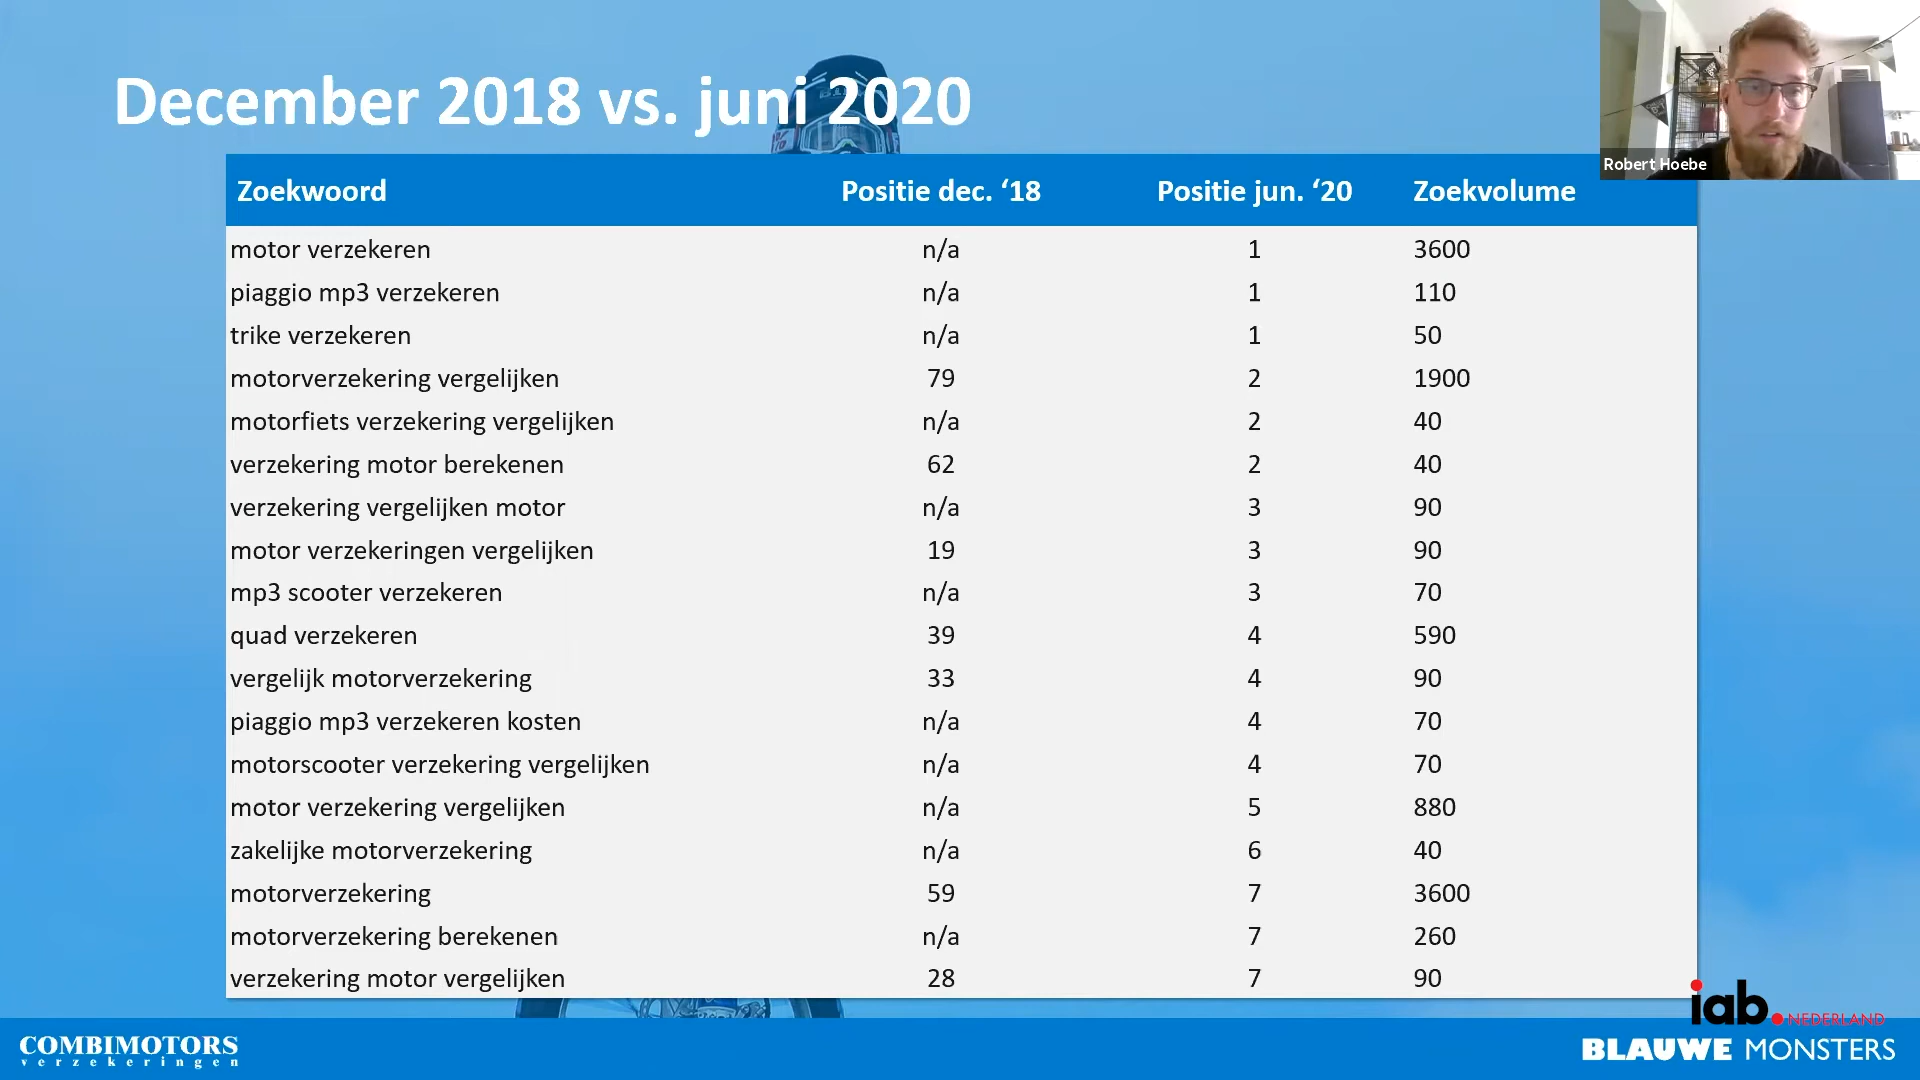 December 2018 vs. juni 2020
Robert Hoebe
Zoekwoord Positie dec. ‘18 Positie jun. ‘20 Zoekvolume
motor verzekeren n/a 1 3600
piaggio mp3 verzekeren n/a 1 110
trike verzekeren n/a 1 50
motorverzekering vergelijken 79 2 1900
motorfiets verzekering vergelijken n/a 2 40
verzekering motor berekenen 62 2 40
verzekering vergelijken motor n/a 3 90
motor verzekeringen vergelijken 19 3 90
mp3 scooter verzekeren n/a 3 70
quad verzekeren 39 4 590
vergelijk motorverzekering 33 4 90
piaggio mp3 verzekeren kosten n/a 4 70
motorscooter verzekering vergelijken n/a 4 70
motor verzekering vergelijken n/a 5 880
zakelijke motorverzekering n/a 6 40
motorverzekering 59 7 3600
motorverzekering berekenen n/a 7 260
verzekering motor vergelijken 28 7 90
iab. NEDERLAND
COMBIMOTORS
verzekeringen
BLAUWE MONSTERS